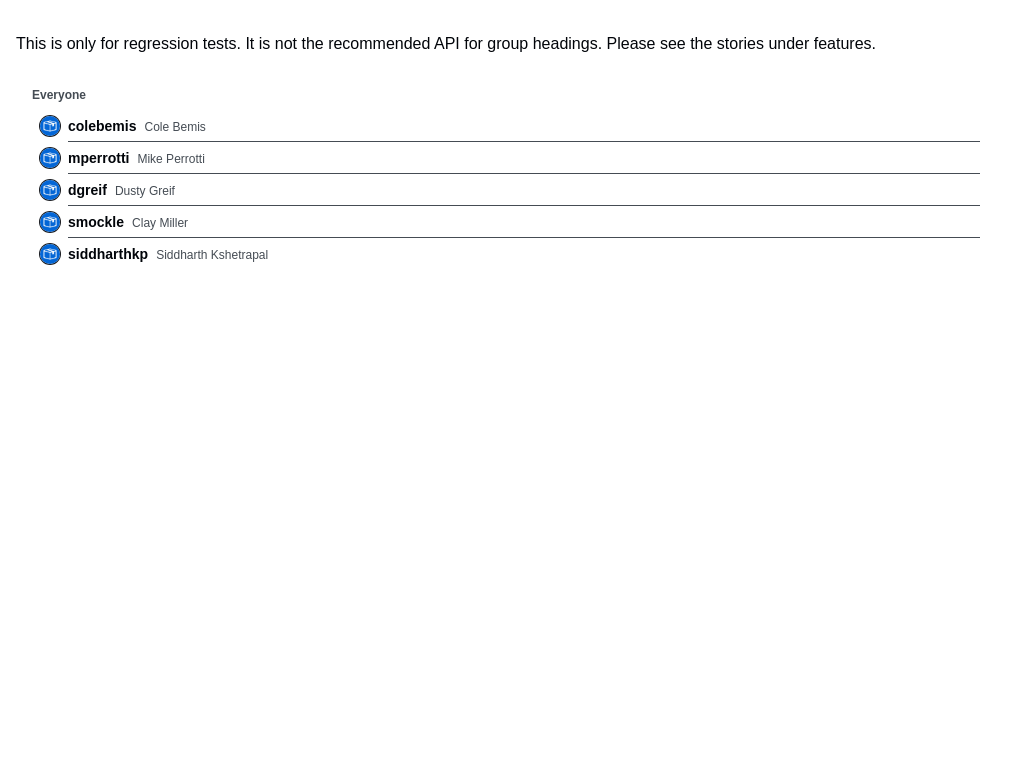 This is only for regression tests. It is not the recommended API for group headings. Please see the stories under features.
Everyone
colebemis Cole Bemis
mperrotti Mike Perrotti
dgreif Dusty Greif
smockle Clay Miller
siddharthkp Siddharth Kshetrapal